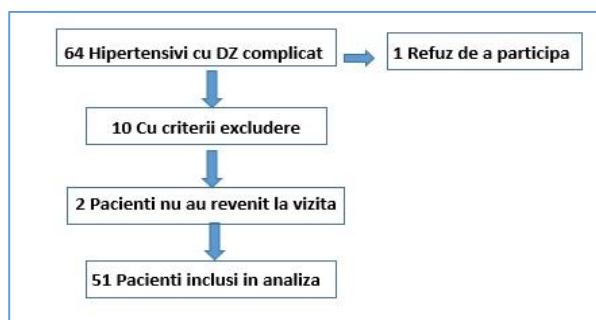 64 Hipertensivi cu DZ complicat
1 Refuz de a participa
10 Cu criterii excludere
2 Pacienti nu au revenit la vizita
51 Pacienti inclusi in analiza